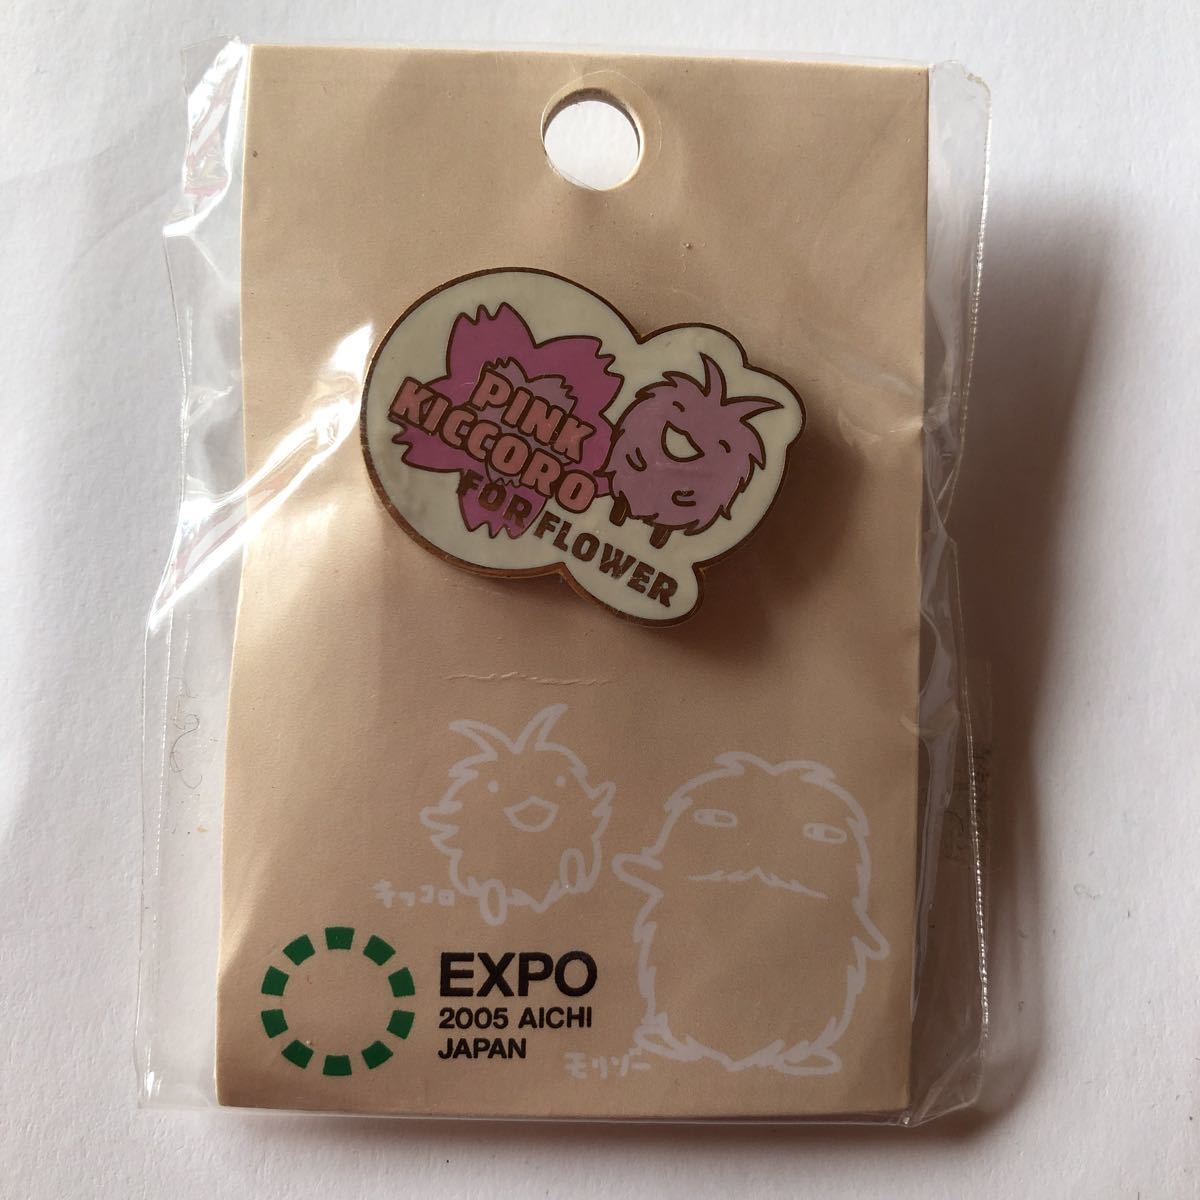 PINK
KICCORO
FOR FLOWER
キッコロ
EXPO
2005 AICHI
JAPAN
モリゾー